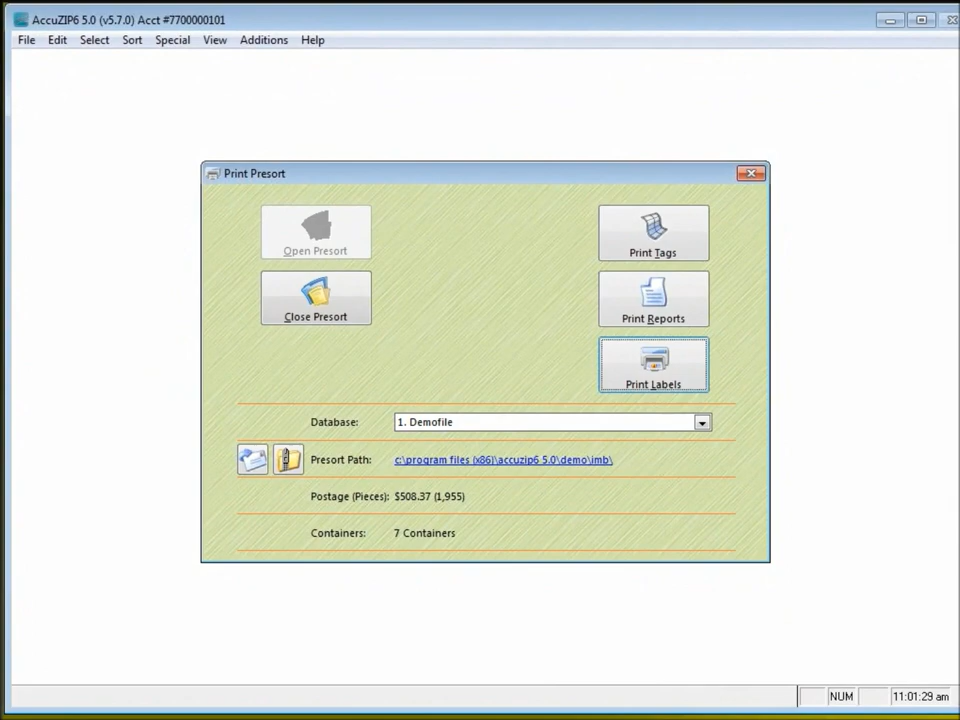 AccuZIP6 5.0 (v5.7.0) Acct #7700000101
File Edit Select Sort Special View Additions Help
Print Presort
Open Presort
Print Tags
Close Presort
Print Reports
Print Labels
Database: 1. Demofile
Presort Path: c:\program files (x86)\accuzip6 5.0\demo\imb\
Postage (Pieces): $508.37 (1,955)
Containers: 7 Containers
NUM 11:01:29 am